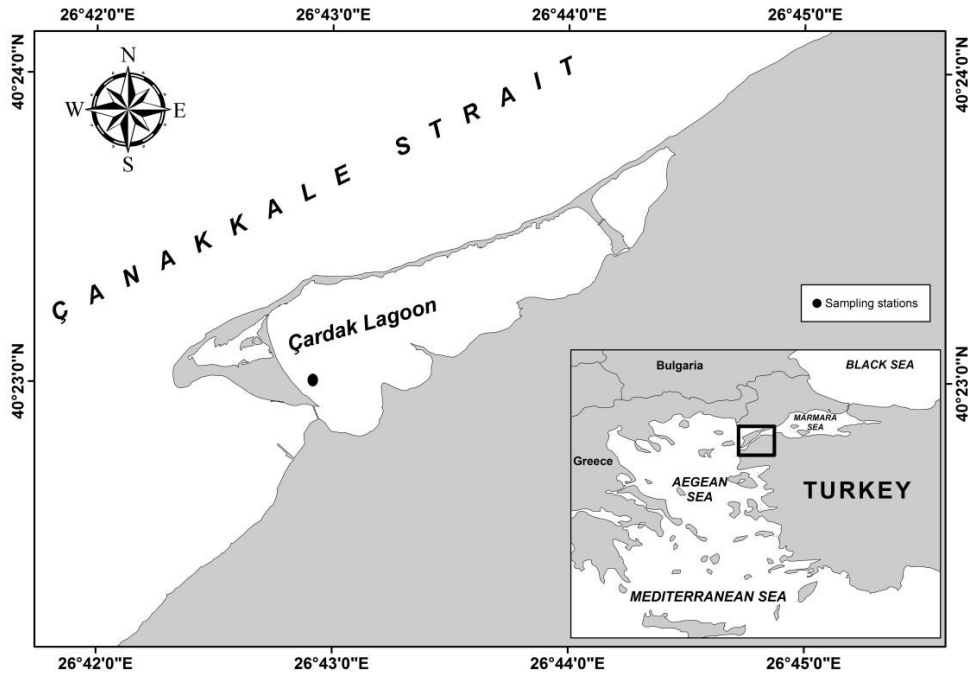 26°42'0"E 26°43'0"E 26°44'0"E 26°45'0"E
40°24'0"N
40°24'0"N
N
W E
S
ÇANAKKALE STRAIT
Çardak Lagoon
Sampling stations
40°23'0"N
40°23'0"N
Bulgaria
BLACK SEA
MARMARA
SEA
Greece
AEGEAN
SEA
TURKEY
MEDITERRANEAN SEA
26°42'0"E 26°43'0"E 26°44'0"E 26°45'0"E